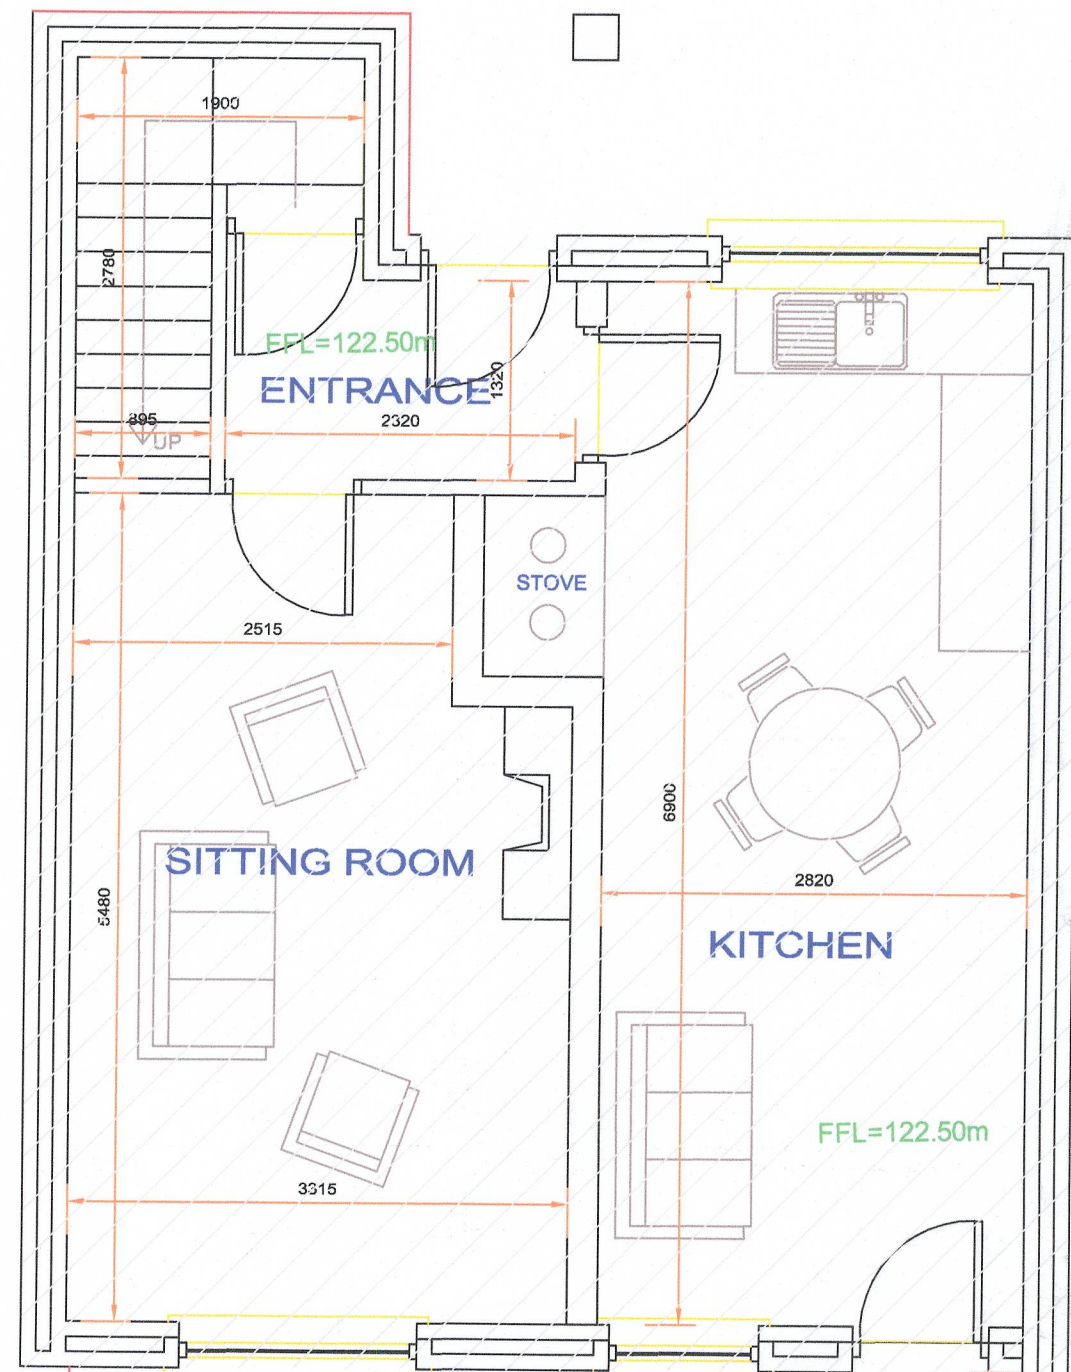 1900
2780
FFL=122.50m
ENTRANCE
1320
895
2320
UP
STOVE
2515
SITTING ROOM
6900
2820
5480
KITCHEN
FFL=122.50m
3315